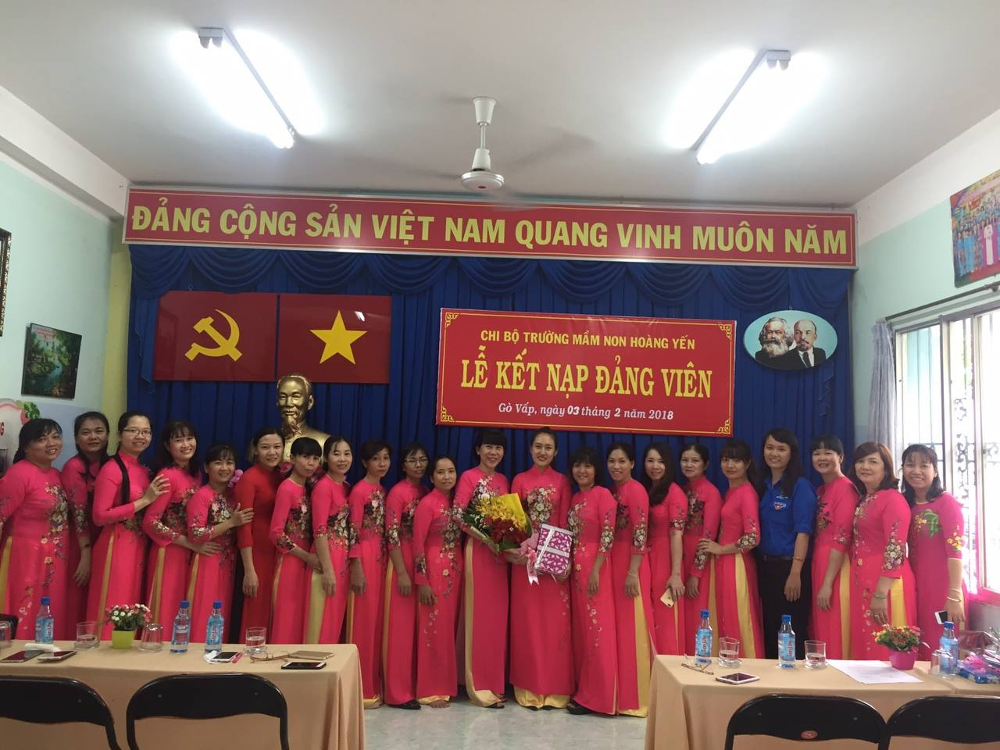 ĐẢNG CỘNG SẢN VIỆT NAM QUANG VINH MUÔN NĂM
CHI BỘ TRƯỜNG MẦM NON HOÀNG YẾN
LỄ KẾT NẠP ĐẢNG VIÊN
Gò Vấp, ngày 03 tháng 2 năm 2018